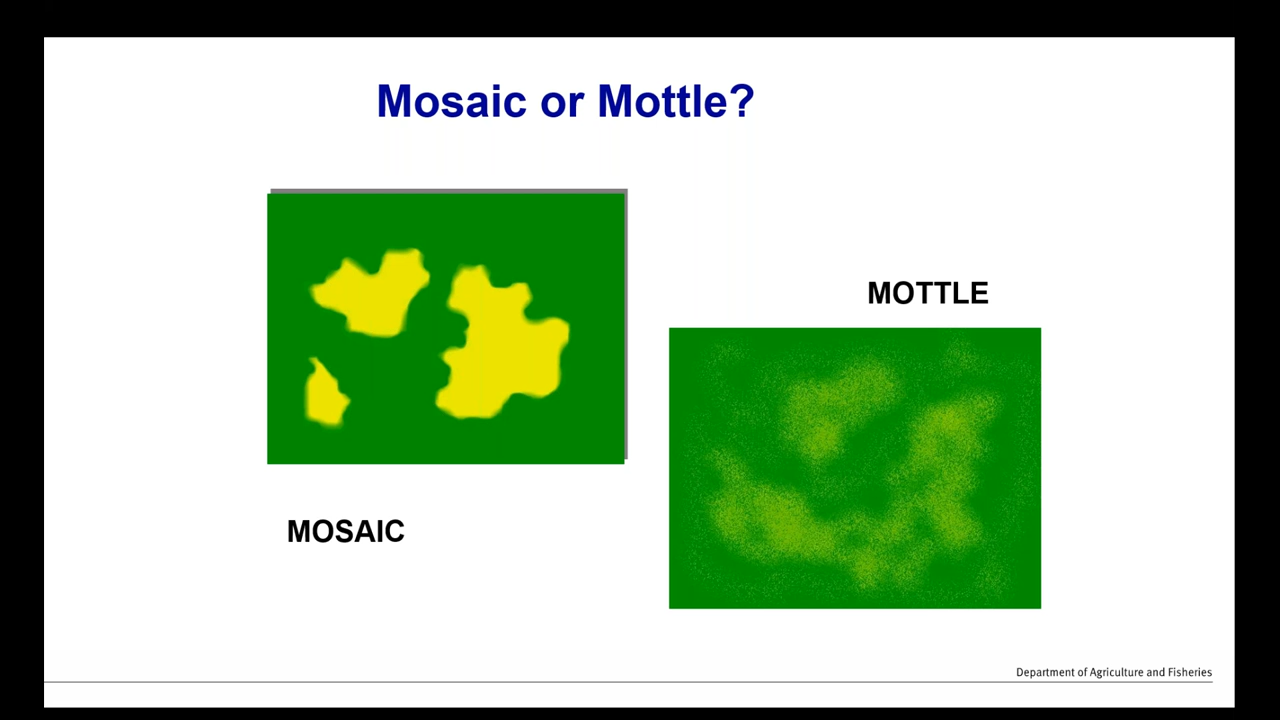 Mosaic or Mottle?
MOTTLE
MOSAIC
Department of Agriculture and Fisheries